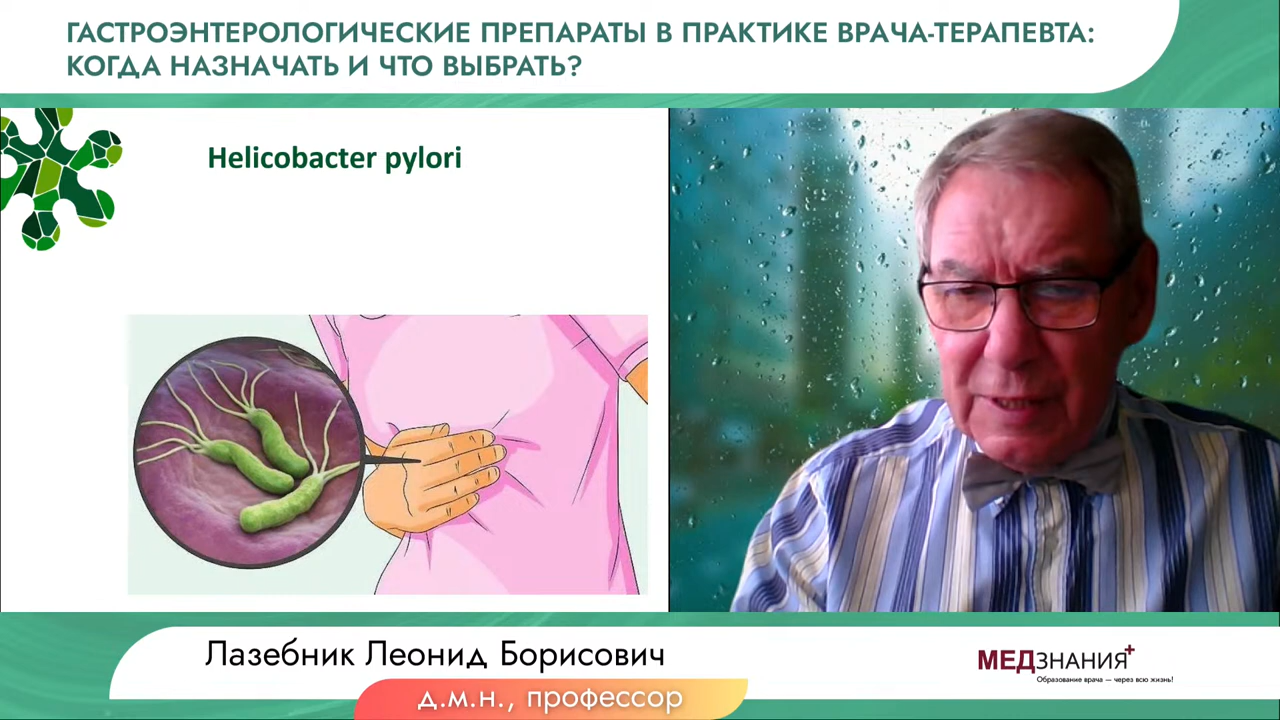 ГАСТРОЭНТЕРОЛОГИЧЕСКИЕ ПРЕПАРАТЫ В ПРАКТИКЕ ВРАЧА-ТЕРАПЕВТА:
КОГДА НАЗНАЧАТЬ И ЧТО ВЫБРАТЬ?
Helicobacter pylori
Лазебник Леонид Борисович
д.м.н., профессор
МЕДЗНАНИЯ+
Образование врача — через всю жизнь!